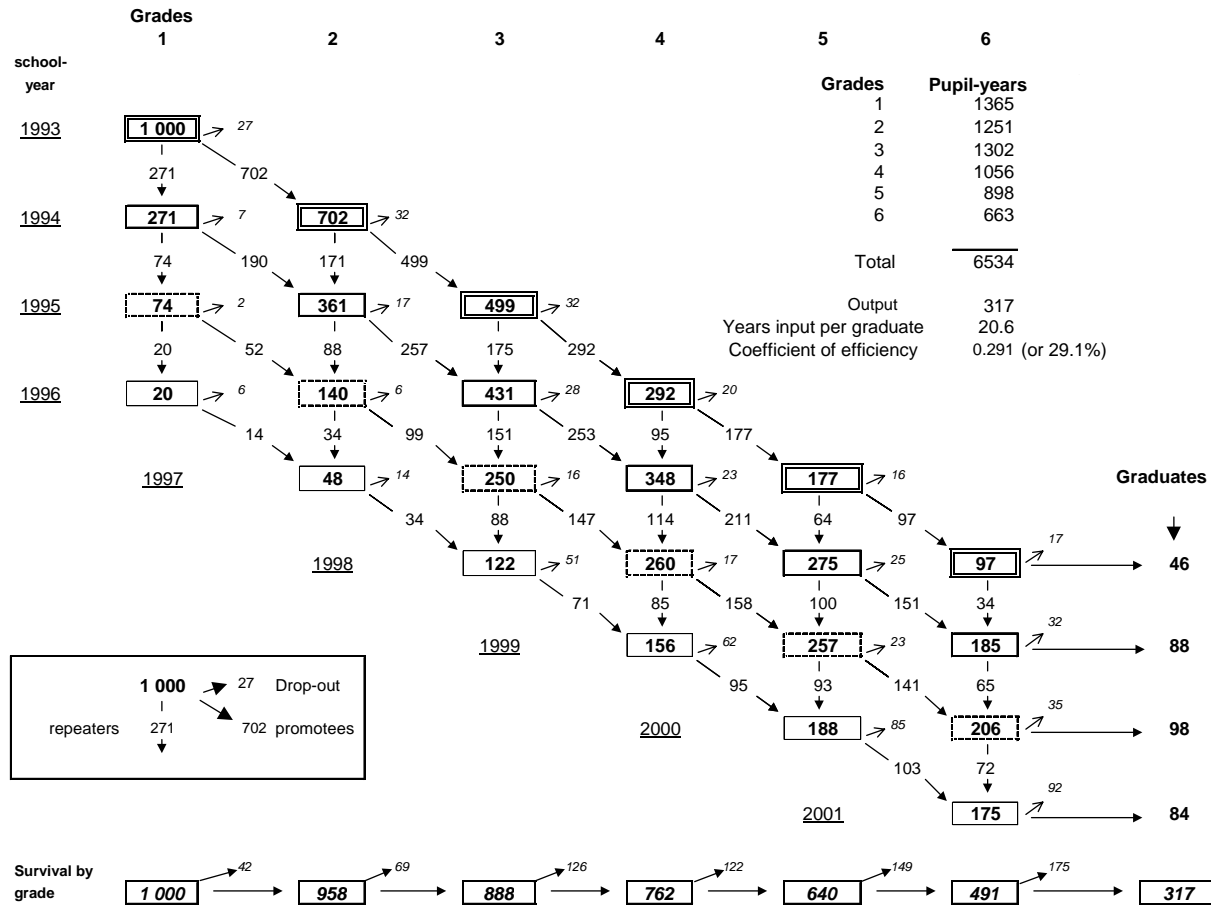 Grades
1 2 3 4 5 6
school-
year
Grades Pupil-years
1 1365
2 1251
3 1302
4 1056
5 898
6 663
Total 6534
Output 317
Years input per graduate 20.6
Coefficient of efficiency 0.291 (or 29.1%)
1993 1 000 27
271 702
1994 271 7 702 32
74 190 171 499
1995 74 2 361 17 499 32
20 52 88 257 175 292
1996 20 6 140 6 431 28 292 20
14 34 99 151 253 95 177
1997 48 14 250 16 348 23 177 16 Graduates
34 88 147 114 211 64 97
1998 122 51 260 17 275 25 97 17 46
71 85 158 100 151 34
1999 156 62 257 23 185 32 88
95 93 141 65
2000 188 85 206 35 98
103 72
2001 175 92 84
1 000 27 Drop-out
repeaters 271 702 promotees
Survival by
grade
1 000 42 958 69 888 126 762 122 640 149 491 175 317